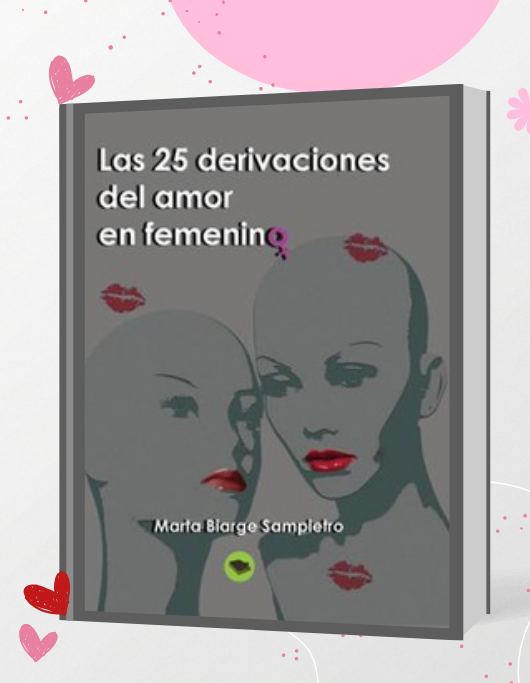 Las 25 derivaciones
del amor
en femenino
Marta Biarge Sampietro